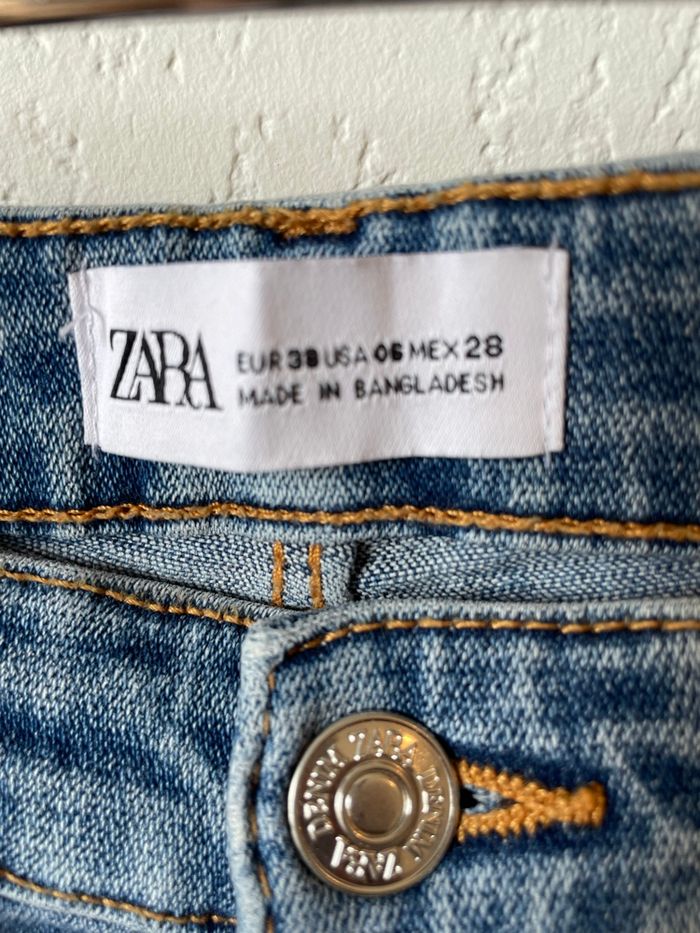 ZARA
EUR 38 USA 06 MEX 28
MADE IN BANGLADESH
ZARA DENIM ZARA DENIM